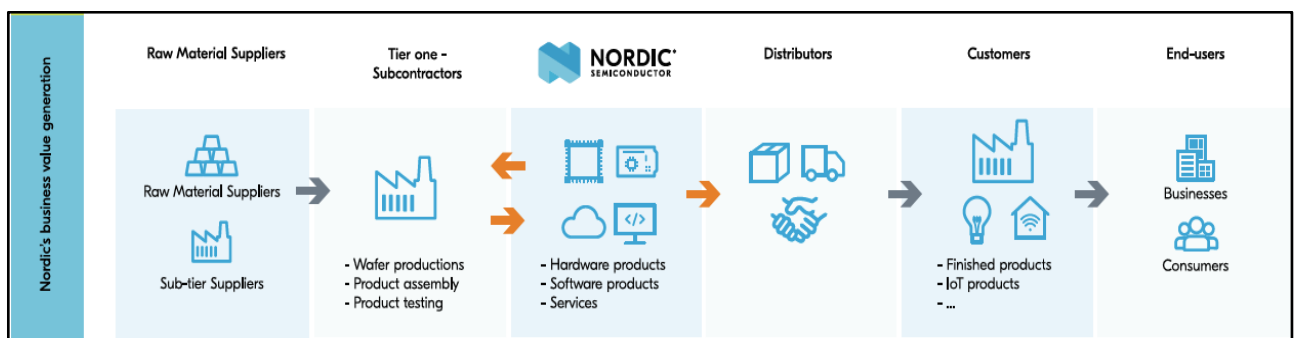 Nordic's business value generation
Raw Material Suppliers
Tier one -
Subcontractors
NORDIC
SEMICONDUCTOR
Distributors
Customers
End-users
Raw Material Suppliers
Sub-tier Suppliers
- Wafer productions
- Product assembly
- Product testing
</>
- Hardware products
- Software products
- Services
- Finished products
- IoT products
- ...
Businesses
Consumers